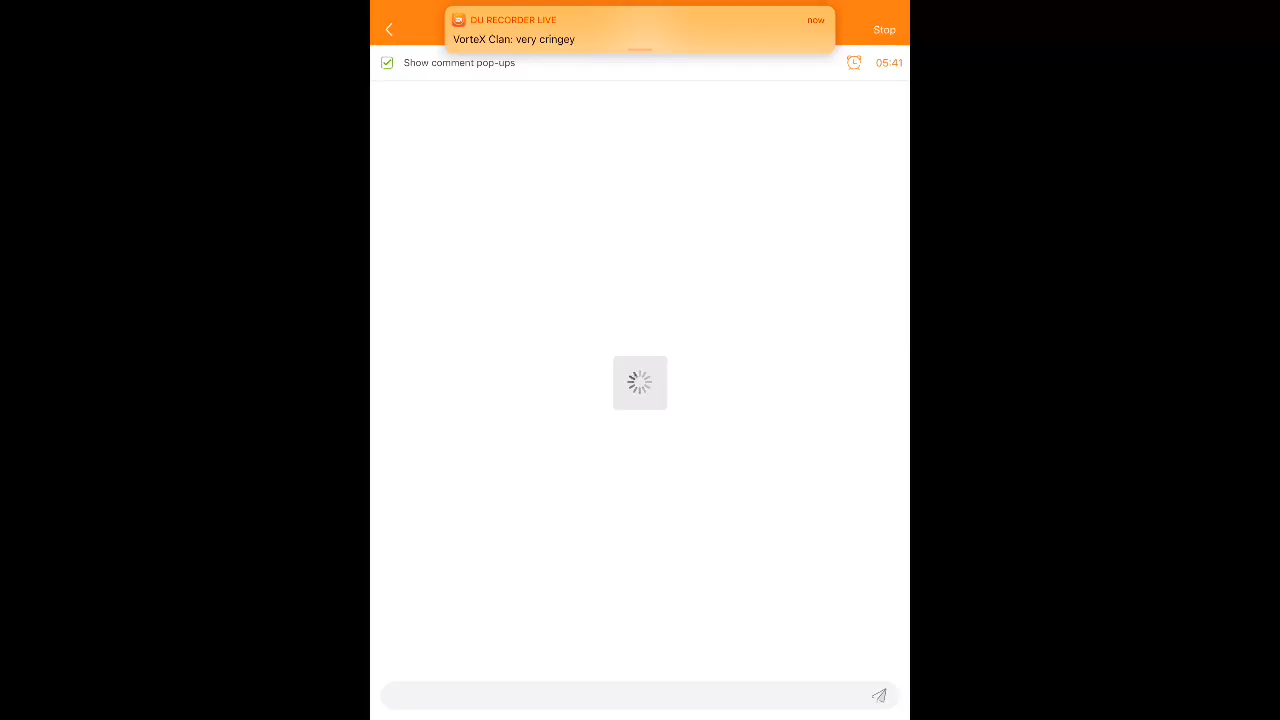 DU RECORDER LIVE
now
VorteX Clan: very cringey
Stop
Show comment pop-ups
05:41